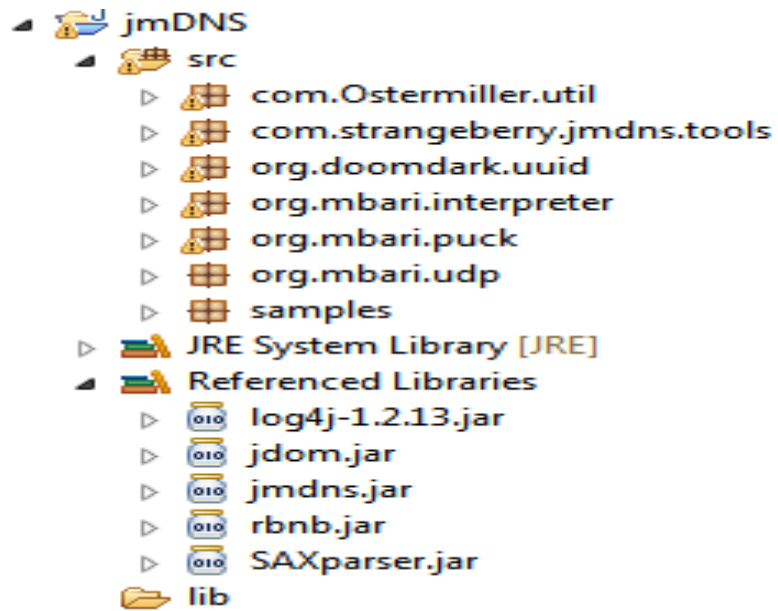 jmDNS
src
com.Ostermiller.util
com.strangeberry.jmdns.tools
org.doomdark.uuid
org.mbari.interpreter
org.mbari.puck
org.mbari.udp
samples
JRE System Library [JRE]
Referenced Libraries
log4j-1.2.13.jar
jdom.jar
jmdns.jar
rbnb.jar
SAXparser.jar
lib